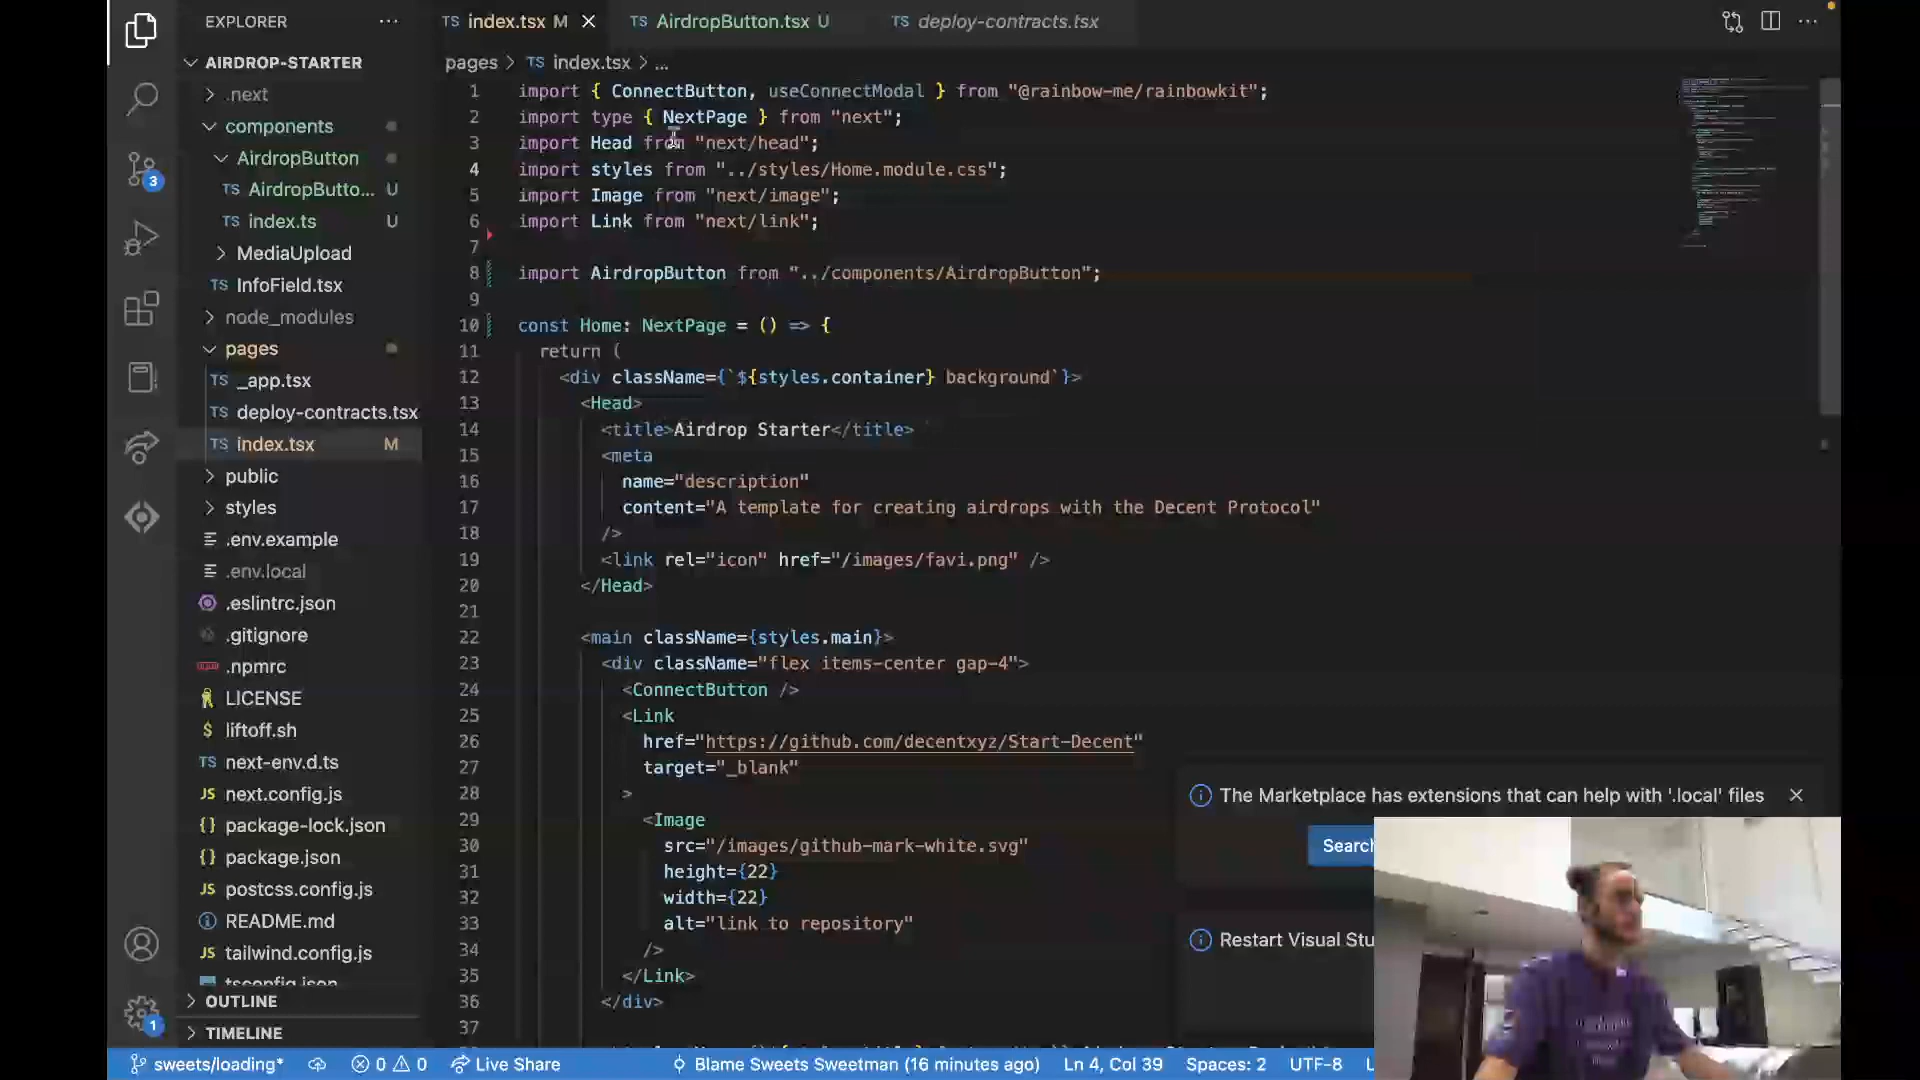 EXPLORER
AIRDROP-STARTER
.next
components
AirdropButton
TS AirdropButto... U
TS index.ts U
MediaUpload
TS InfoField.tsx
node_modules
pages
TS _app.tsx
TS deploy-contracts.tsx
TS index.tsx M
public
styles
.env.example
.env.local
.eslintrc.json
.gitignore
.npmrc
LICENSE
$ liftoff.sh
TS next-env.d.ts
JS next.config.js
{} package-lock.json
{} package.json
JS postcss.config.js
README.md
JS tailwind.config.js
tsconfig.json
OUTLINE
TIMELINE
3
1
TS index.tsx M
TS AirdropButton.tsx U
TS deploy-contracts.tsx
pages > TS index.tsx > ...
1 import { ConnectButton, useConnectModal } from "@rainbow-me/rainbowkit";
2 import type { NextPage } from "next";
3 import Head from "next/head";
4 import styles from "../styles/Home.module.css";
5 import Image from "next/image";
6 import Link from "next/link";
7
8 import AirdropButton from "../components/AirdropButton";
9
10 const Home: NextPage = () => {
11 return (
12 <div className={`${styles.container} background`}>
13 <Head>
14 <title>Airdrop Starter</title>
15 <meta
16 name="description"
17 content="A template for creating airdrops with the Decent Protocol"
18 />
19 <link rel="icon" href="/images/favi.png" />
20 </Head>
21
22 <main className={styles.main}>
23 <div className="flex items-center gap-4">
24 <ConnectButton />
25 <Link
26 href="https://github.com/decentxyz/Start-Decent"
27 target="_blank"
28 >
29 <Image
30 src="/images/github-mark-white.svg"
31 height={22}
32 width={22}
33 alt="link to repository"
34 />
35 </Link>
36 </div>
37
The Marketplace has extensions that can help with '.local' files
Search
Restart Visual Stu
sweets/loading*
0 0
Live Share
Blame Sweets Sweetman (16 minutes ago)
Ln 4, Col 39
Spaces: 2
UTF-8
L